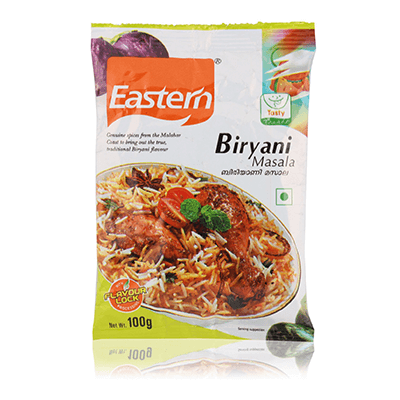 Eastern®
Genuine spices from the Malabar
Coast to bring out the true,
traditional Biryani flavour
Tasty
Biryani
Masala
ബിരിയാണി മസാല
FLAVOUR
LOCK
Net Wt. 100g
Serving suggestion